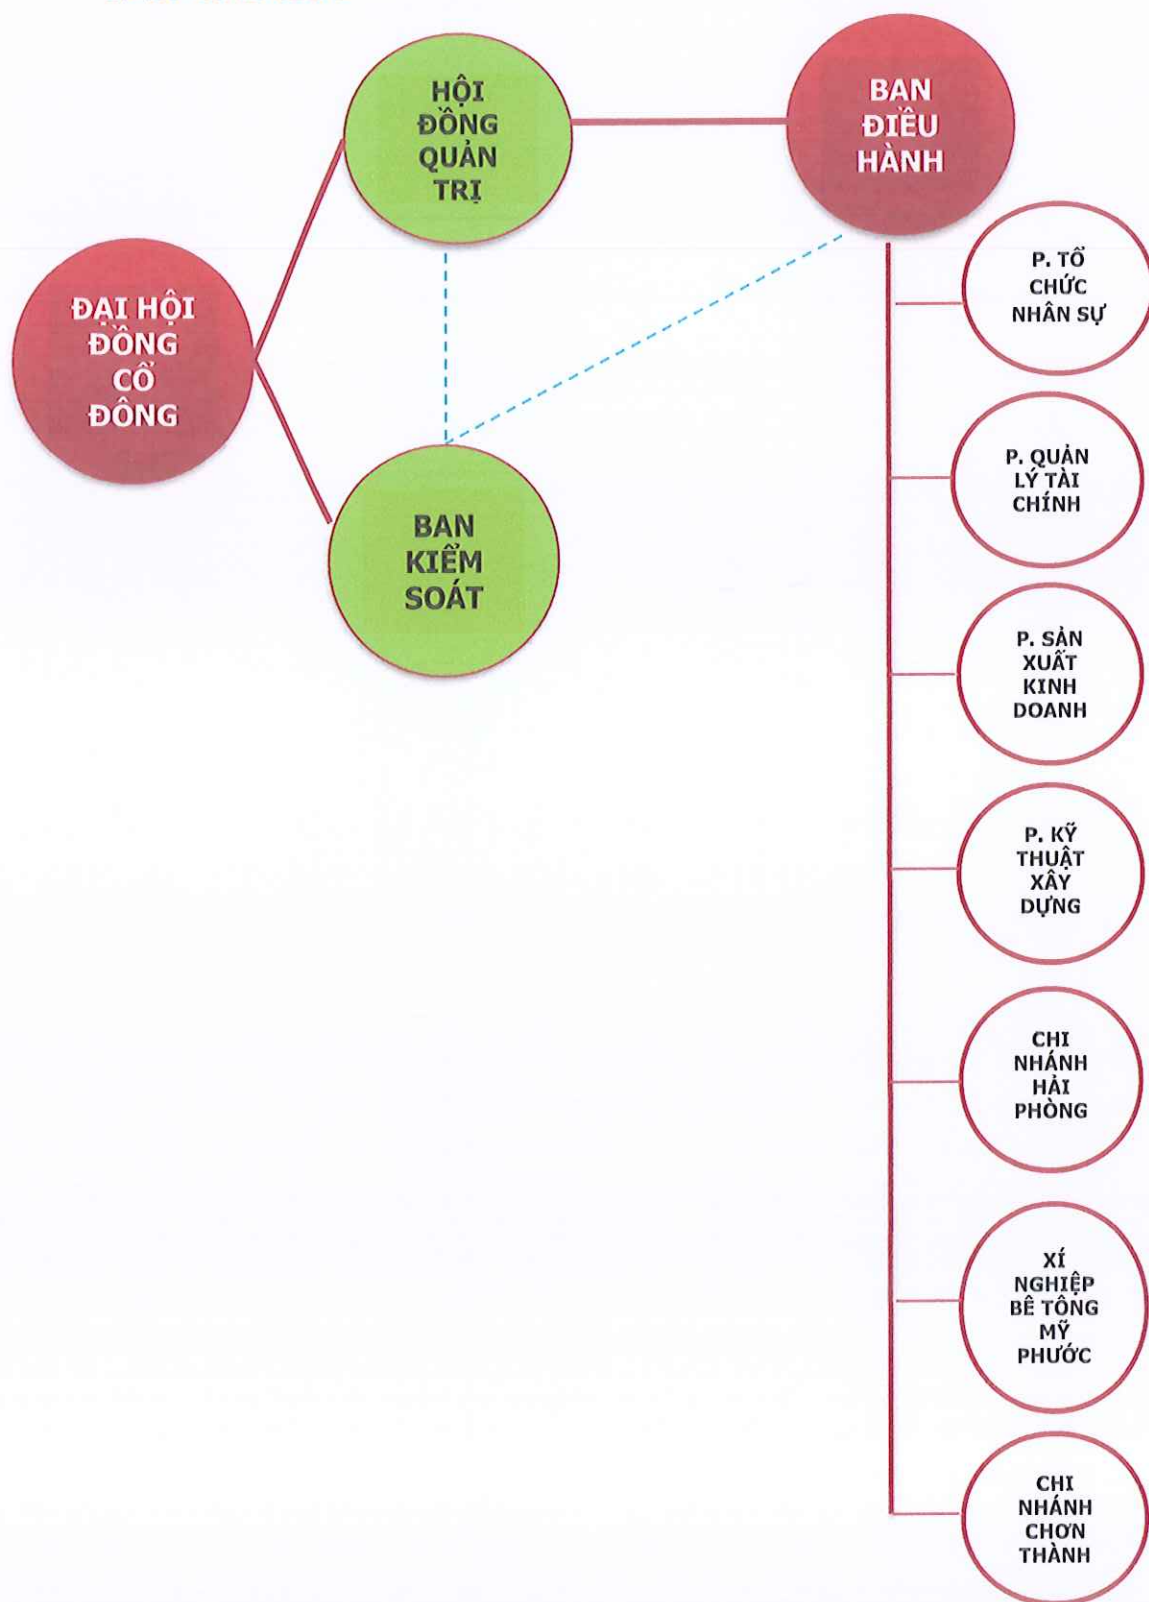 HỘI
ĐỒNG
QUẢN
TRỊ
BAN
ĐIỀU
HÀNH
ĐẠI HỘI
ĐỒNG
CỔ
ĐÔNG
BAN
KIỂM
SOÁT
P. TỔ
CHỨC
NHÂN SỰ
P. QUẢN
LÝ TÀI
CHÍNH
P. SẢN
XUẤT
KINH
DOANH
P. KỸ
THUẬT
XÂY
DỰNG
CHI
NHÁNH
HẢI
PHÒNG
XÍ
NGHIỆP
BÊ TÔNG
MỸ
PHƯỚC
CHI
NHÁNH
CHƠN
THÀNH